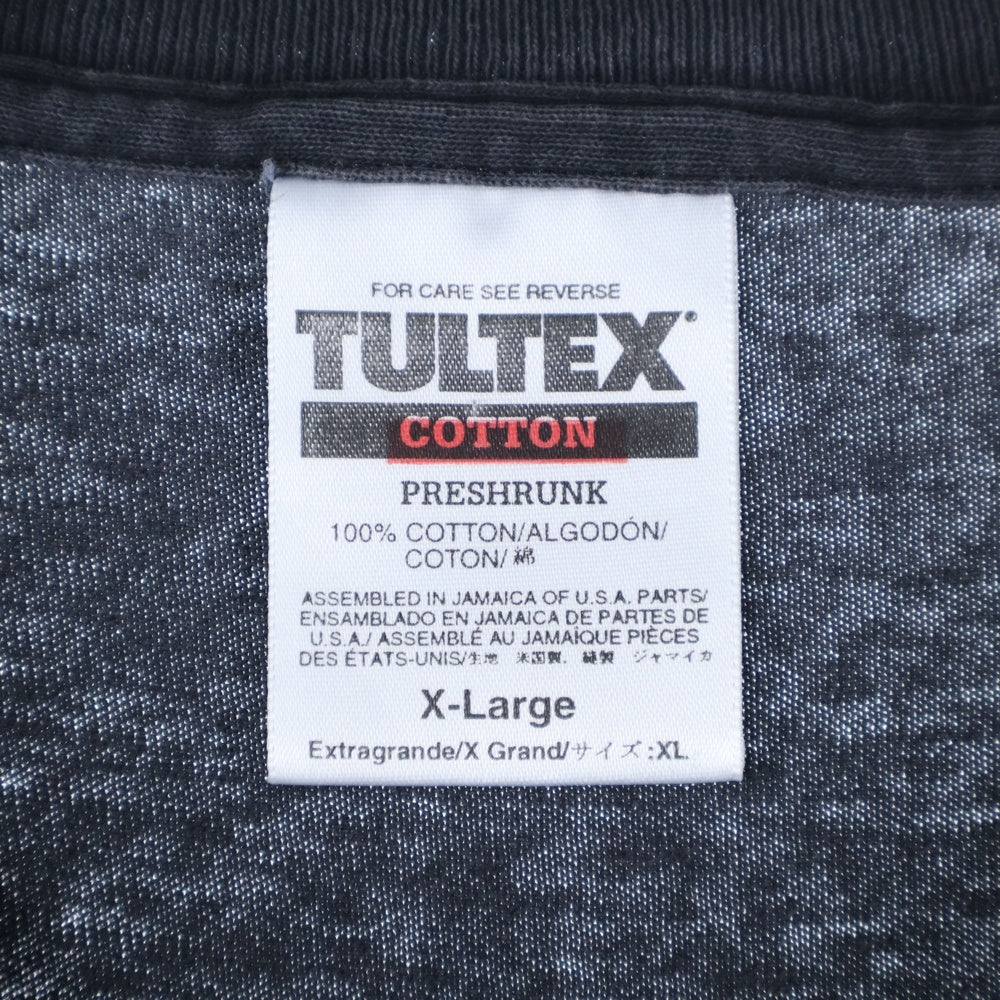 FOR CARE SEE REVERSE
TULTEX®
COTTON
PRESHRUNK
100% COTTON/ALGODÓN/
COTON/綿
ASSEMBLED IN JAMAICA OF U.S.A. PARTS/
ENSAMBLADO EN JAMAICA DE PARTES DE
U.S.A./ ASSEMBLÉ AU JAMAÏQUE PIÈCES
DES ÉTATS-UNIS/生地 米国製. 縫製 ジャマイカ
X-Large
Extragrande/X Grand/サイズ:XL